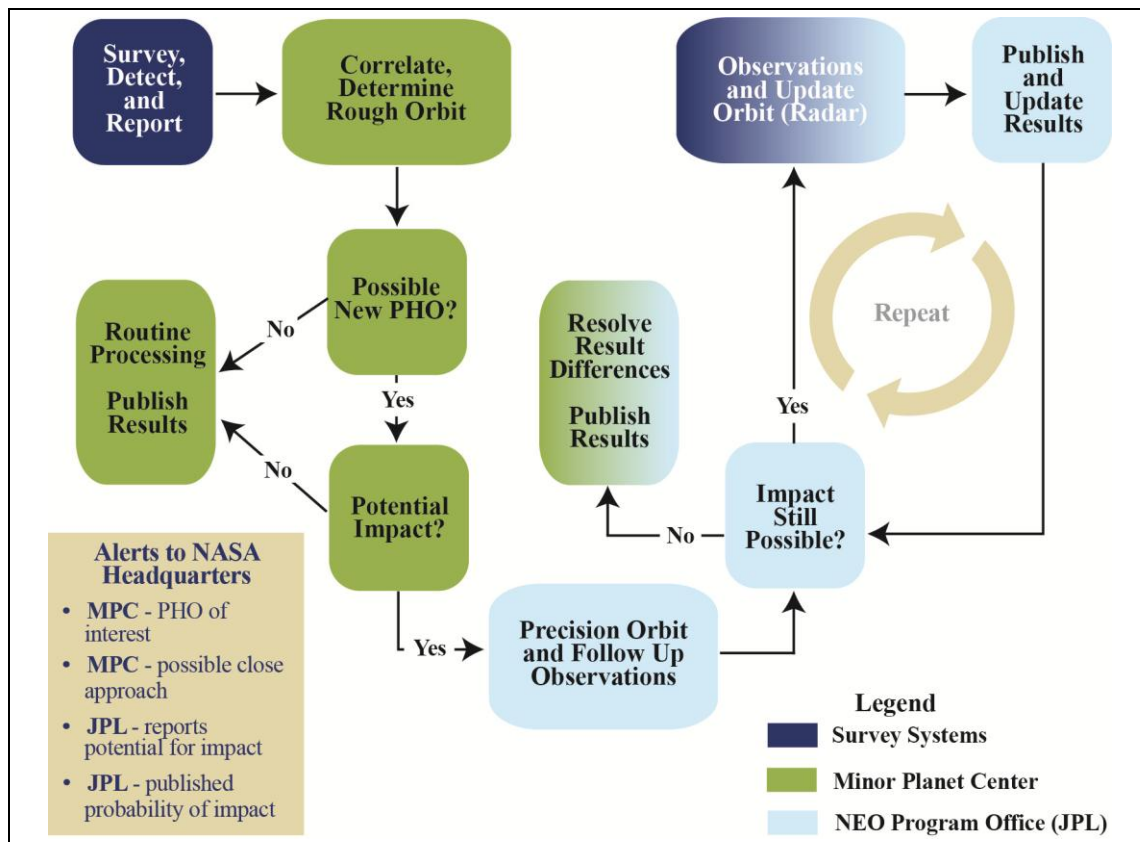 Survey,
Detect,
and
Report
Correlate,
Determine
Rough Orbit
Observations
and Update
Orbit (Radar)
Publish
and
Update
Results
Possible
New PHO?
No
Yes
Routine
Processing
Publish
Results
No
Potential
Impact?
Yes
Precision Orbit
and Follow Up
Observations
Resolve
Result
Differences
Publish
Results
No
Impact
Still
Possible?
Yes
Repeat
Alerts to NASA
Headquarters
• MPC - PHO of
interest
• MPC - possible close
approach
• JPL - reports
potential for impact
• JPL - published
probability of impact
Legend
Survey Systems
Minor Planet Center
NEO Program Office (JPL)